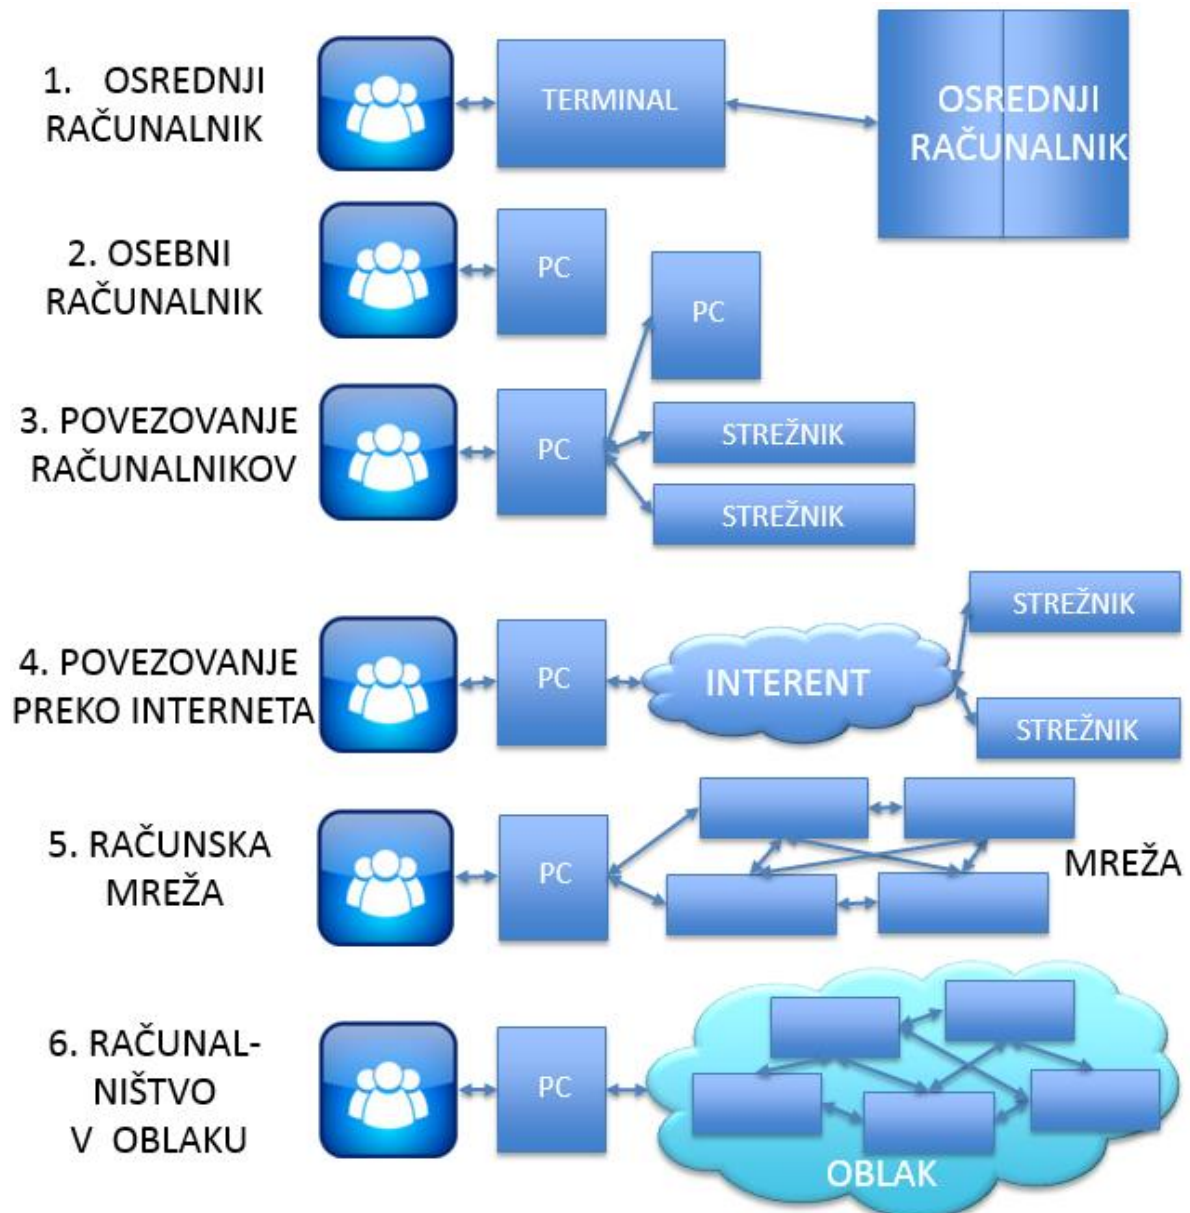 1. OSREDNJI
RAČUNALNIK
TERMINAL
OSREDNJI
RAČUNALNIK
2. OSEBNI
RAČUNALNIK
PC
PC
3. POVEZOVANJE
RAČUNALNIKOV
PC
STREŽNIK
STREŽNIK
4. POVEZOVANJE
PREKO INTERNETA
PC
INTERENT
STREŽNIK
STREŽNIK
5. RAČUNSKA
MREŽA
PC
MREŽA
6. RAČUNAL-
NIŠTVO
V OBLAKU
PC
OBLAK